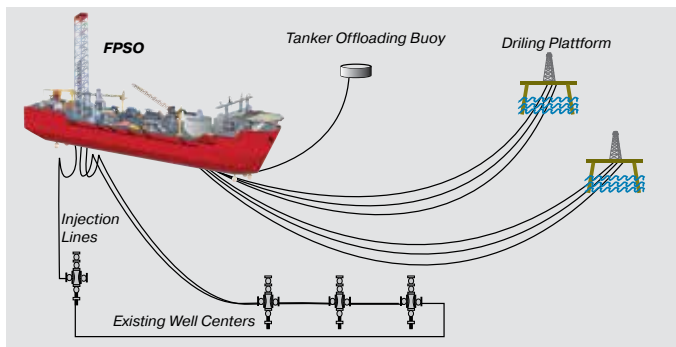 FPSO
Tanker Offloading Buoy
Driling Plattform
Injection
Lines
Existing Well Centers